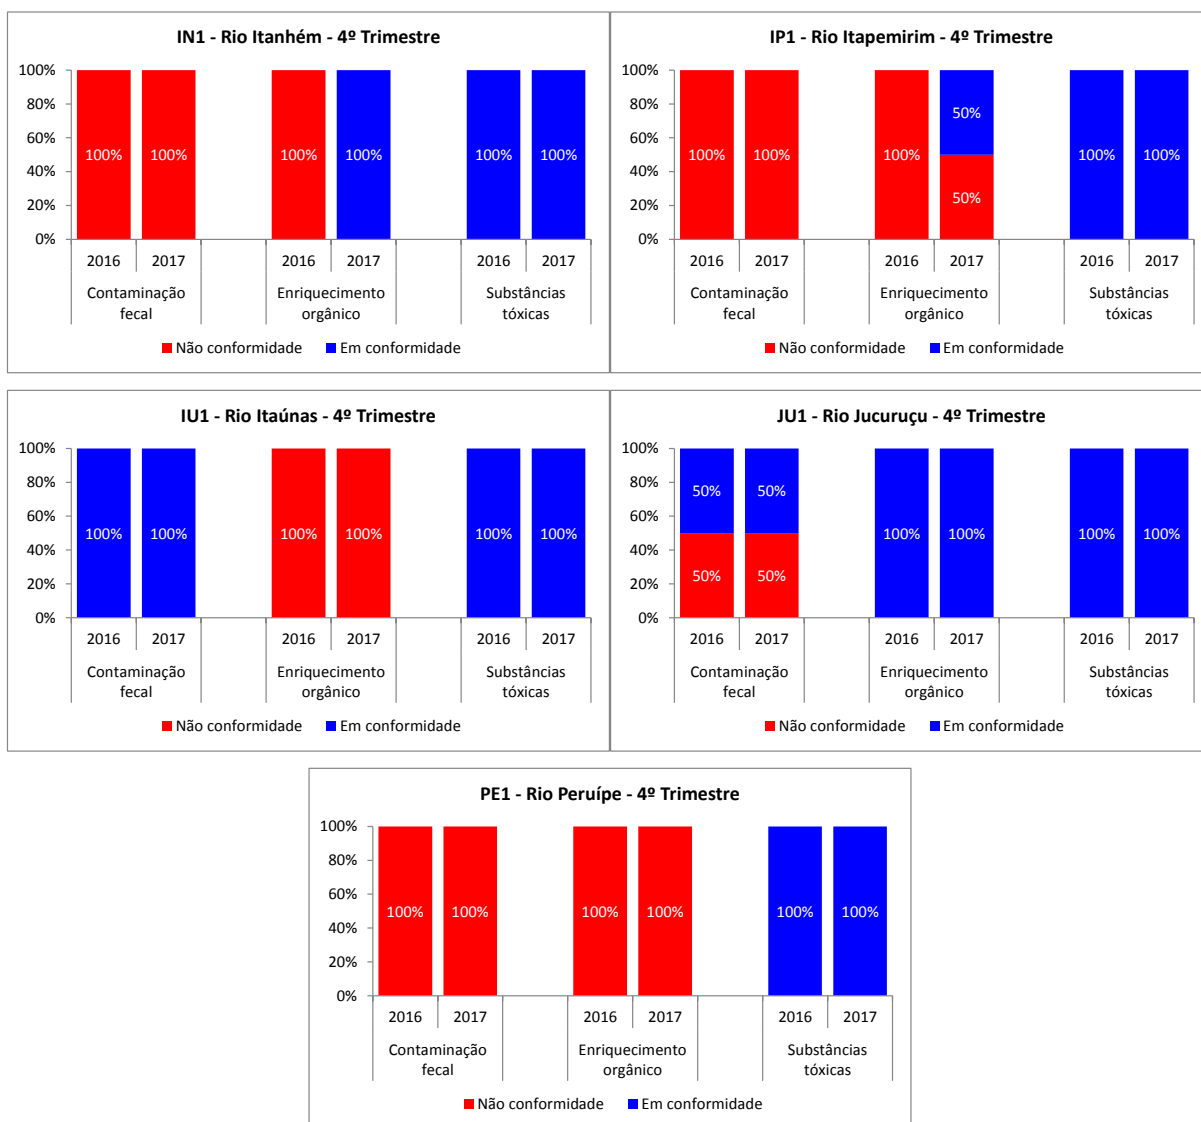 IN1 - Rio Itanhém - 4º Trimestre
100%
80%
60%
40%
20%
0%
100% 100% 100% 100% 100% 100%
2016 2017 2016 2017 2016 2017
Contaminação fecal
Enriquecimento orgânico
Substâncias tóxicas
Não conformidade Em conformidade
IP1 - Rio Itapemirim - 4º Trimestre
100%
80%
60%
40%
20%
0%
50%
100% 100% 100% 100% 100%
50%
2016 2017 2016 2017 2016 2017
Contaminação fecal
Enriquecimento orgânico
Substâncias tóxicas
Não conformidade Em conformidade
IU1 - Rio Itaúnas - 4º Trimestre
100%
80%
60%
40%
20%
0%
100% 100% 100% 100% 100% 100%
2016 2017 2016 2017 2016 2017
Contaminação fecal
Enriquecimento orgânico
Substâncias tóxicas
Não conformidade Em conformidade
JU1 - Rio Jucuruçu - 4º Trimestre
100%
80%
60%
40%
20%
0%
50% 50%
100% 100% 100% 100%
50% 50%
2016 2017 2016 2017 2016 2017
Contaminação fecal
Enriquecimento orgânico
Substâncias tóxicas
Não conformidade Em conformidade
PE1 - Rio Peruípe - 4º Trimestre
100%
80%
60%
40%
20%
0%
100% 100% 100% 100% 100% 100%
2016 2017 2016 2017 2016 2017
Contaminação fecal
Enriquecimento orgânico
Substâncias tóxicas
Não conformidade Em conformidade